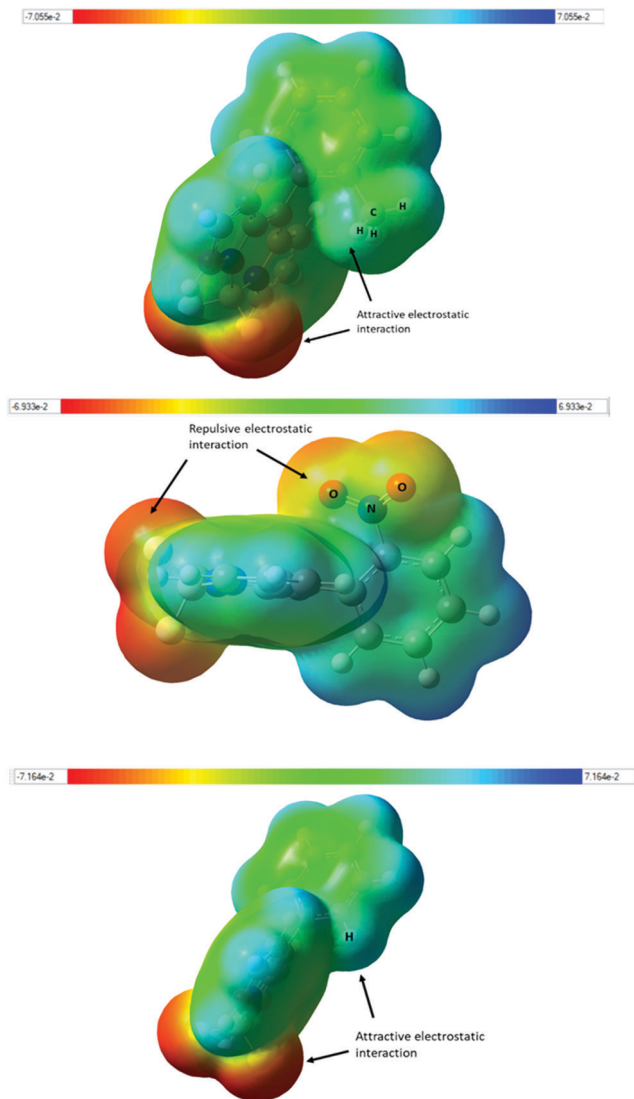 -7.055e-2 7.055e-2
C H
H H
Attractive electrostatic
interaction
-6.933e-2 6.933e-2
Repulsive electrostatic
interaction
O O
N
-7.164e-2 7.164e-2
H
Attractive electrostatic
interaction